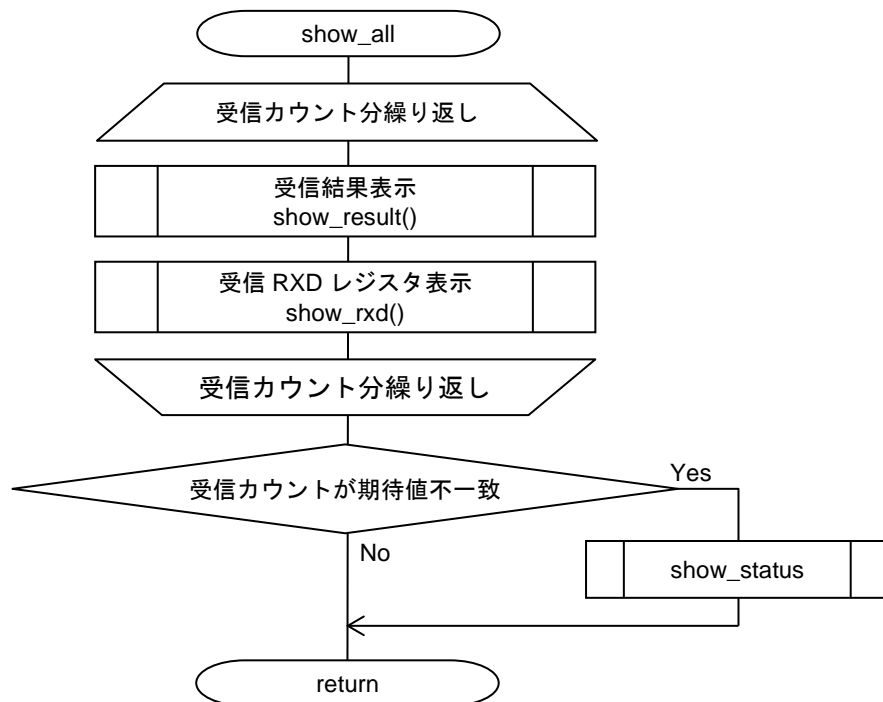 show_all
受信カウント分繰り返し
受信結果表示
show_result()
受信 RXD レジスタ表示
show_rxd()
受信カウント分繰り返し
受信カウントが期待値不一致
Yes
No
show_status
return